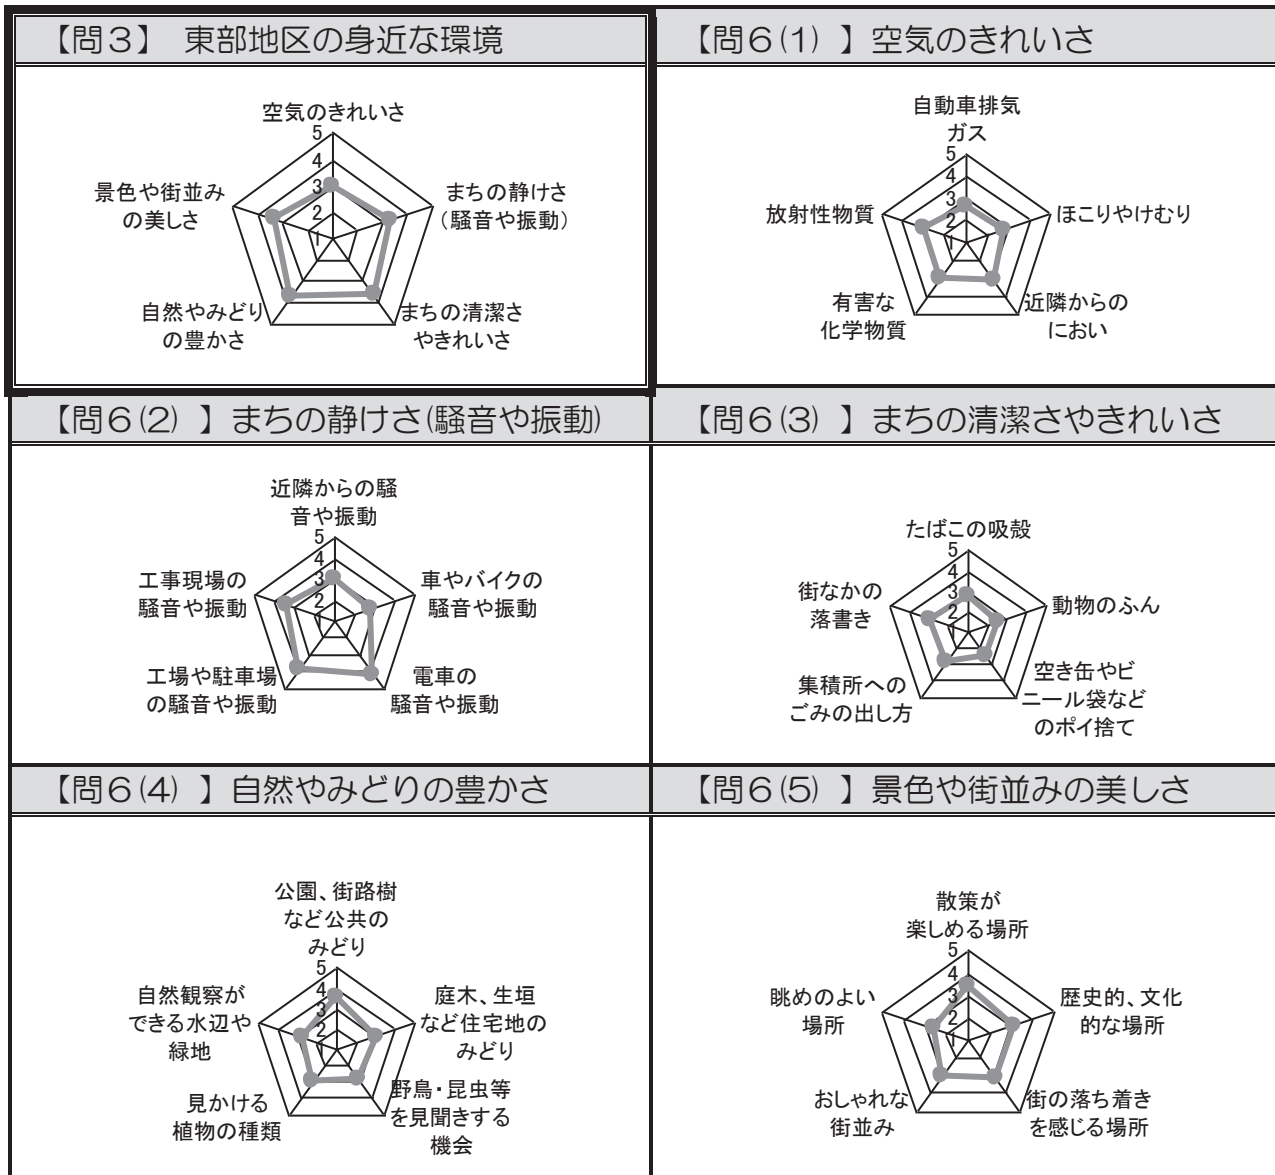 【問3】 東部地区の身近な環境
空気のきれいさ
5
4
3
2
1
まちの静けさ
(騒音や振動)
まちの清潔さ
やきれいさ
自然やみどり
の豊かさ
景色や街並み
の美しさ
【問6(1) 】空気のきれいさ
自動車排気
ガス
5
4
3
2
1
ほこりやけむり
近隣からの
におい
有害な
化学物質
放射性物質
【問6(2) 】まちの静けさ(騒音や振動)
近隣からの騒
音や振動
5
4
3
2
1
車やバイクの
騒音や振動
電車の
騒音や振動
工場や駐車場
の騒音や振動
工事現場の
騒音や振動
【問6(3) 】まちの清潔さやきれいさ
たばこの吸殻
5
4
3
2
1
動物のふん
空き缶やビ
ニール袋など
のポイ捨て
集積所への
ごみの出し方
街なかの
落書き
【問6(4) 】自然やみどりの豊かさ
公園、街路樹
など公共の
みどり
5
4
3
2
1
庭木、生垣
など住宅地の
みどり
野鳥・昆虫等
を見聞きする
機会
見かける
植物の種類
自然観察が
できる水辺や
緑地
【問6(5) 】景色や街並みの美しさ
散策が
楽しめる場所
5
4
3
2
1
歴史的、文化
的な場所
街の落ち着き
を感じる場所
おしゃれな
街並み
眺めのよい
場所